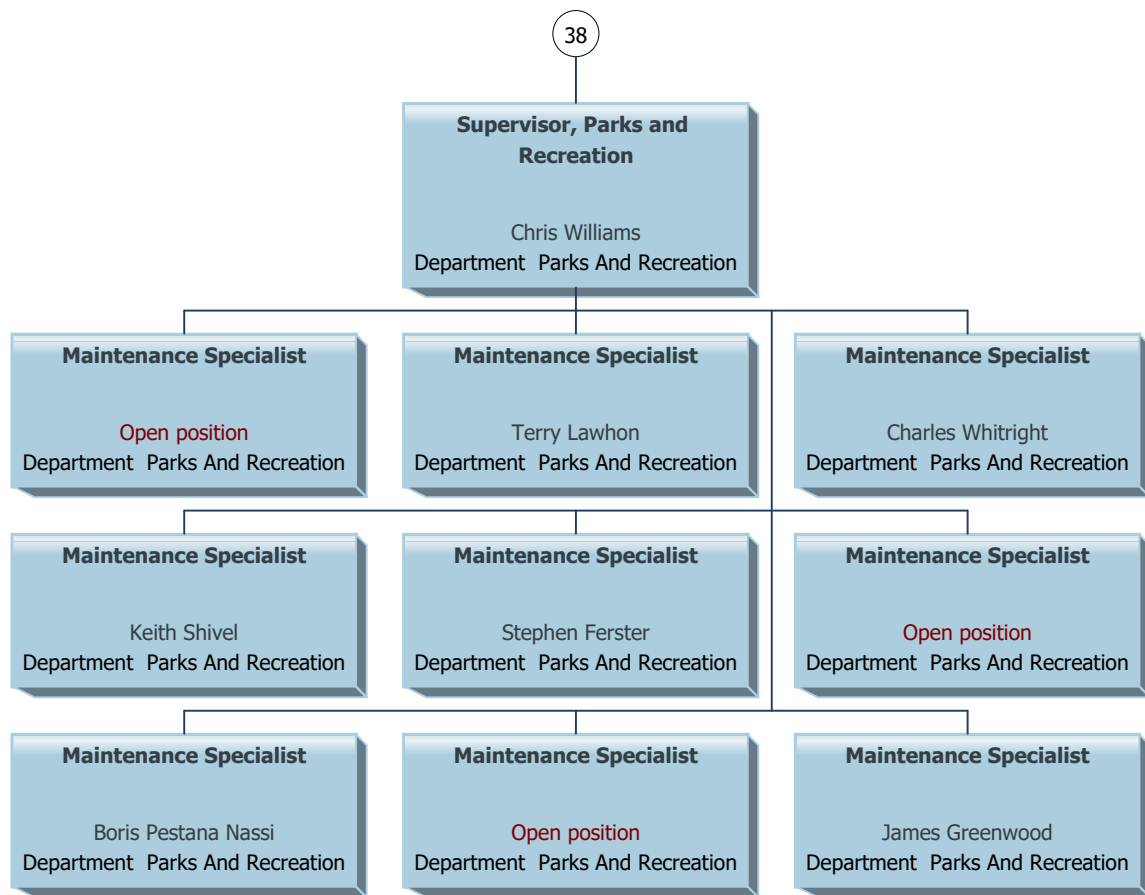 38
Supervisor, Parks and
Recreation
Chris Williams
Department  Parks And Recreation
Maintenance Specialist
Open position
Department  Parks And Recreation
Maintenance Specialist
Terry Lawhon
Department  Parks And Recreation
Maintenance Specialist
Charles Whitright
Department  Parks And Recreation
Maintenance Specialist
Keith Shivel
Department  Parks And Recreation
Maintenance Specialist
Stephen Ferster
Department  Parks And Recreation
Maintenance Specialist
Open position
Department  Parks And Recreation
Maintenance Specialist
Boris Pestana Nassi
Department  Parks And Recreation
Maintenance Specialist
Open position
Department  Parks And Recreation
Maintenance Specialist
James Greenwood
Department  Parks And Recreation